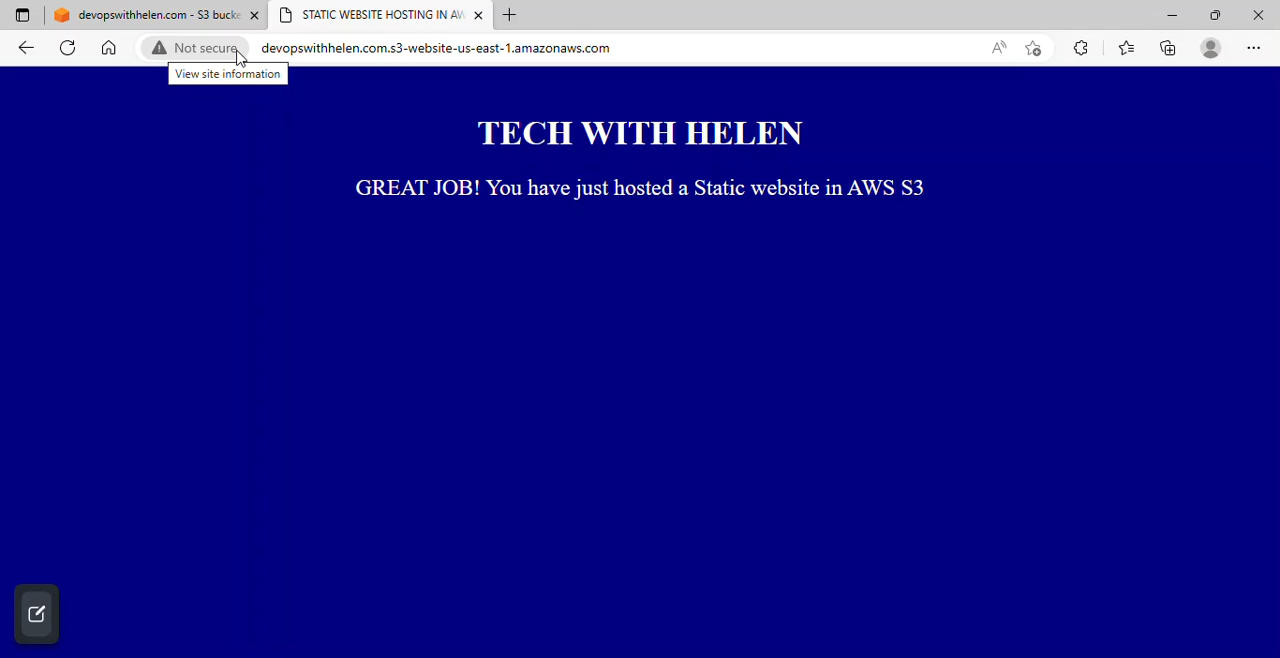 devopswithhelen.com - S3 bucke
STATIC WEBSITE HOSTING IN AW
Not secure
devopswithhelen.com.s3-website-us-east-1.amazonaws.com
View site information
TECH WITH HELEN
GREAT JOB! You have just hosted a Static website in AWS S3